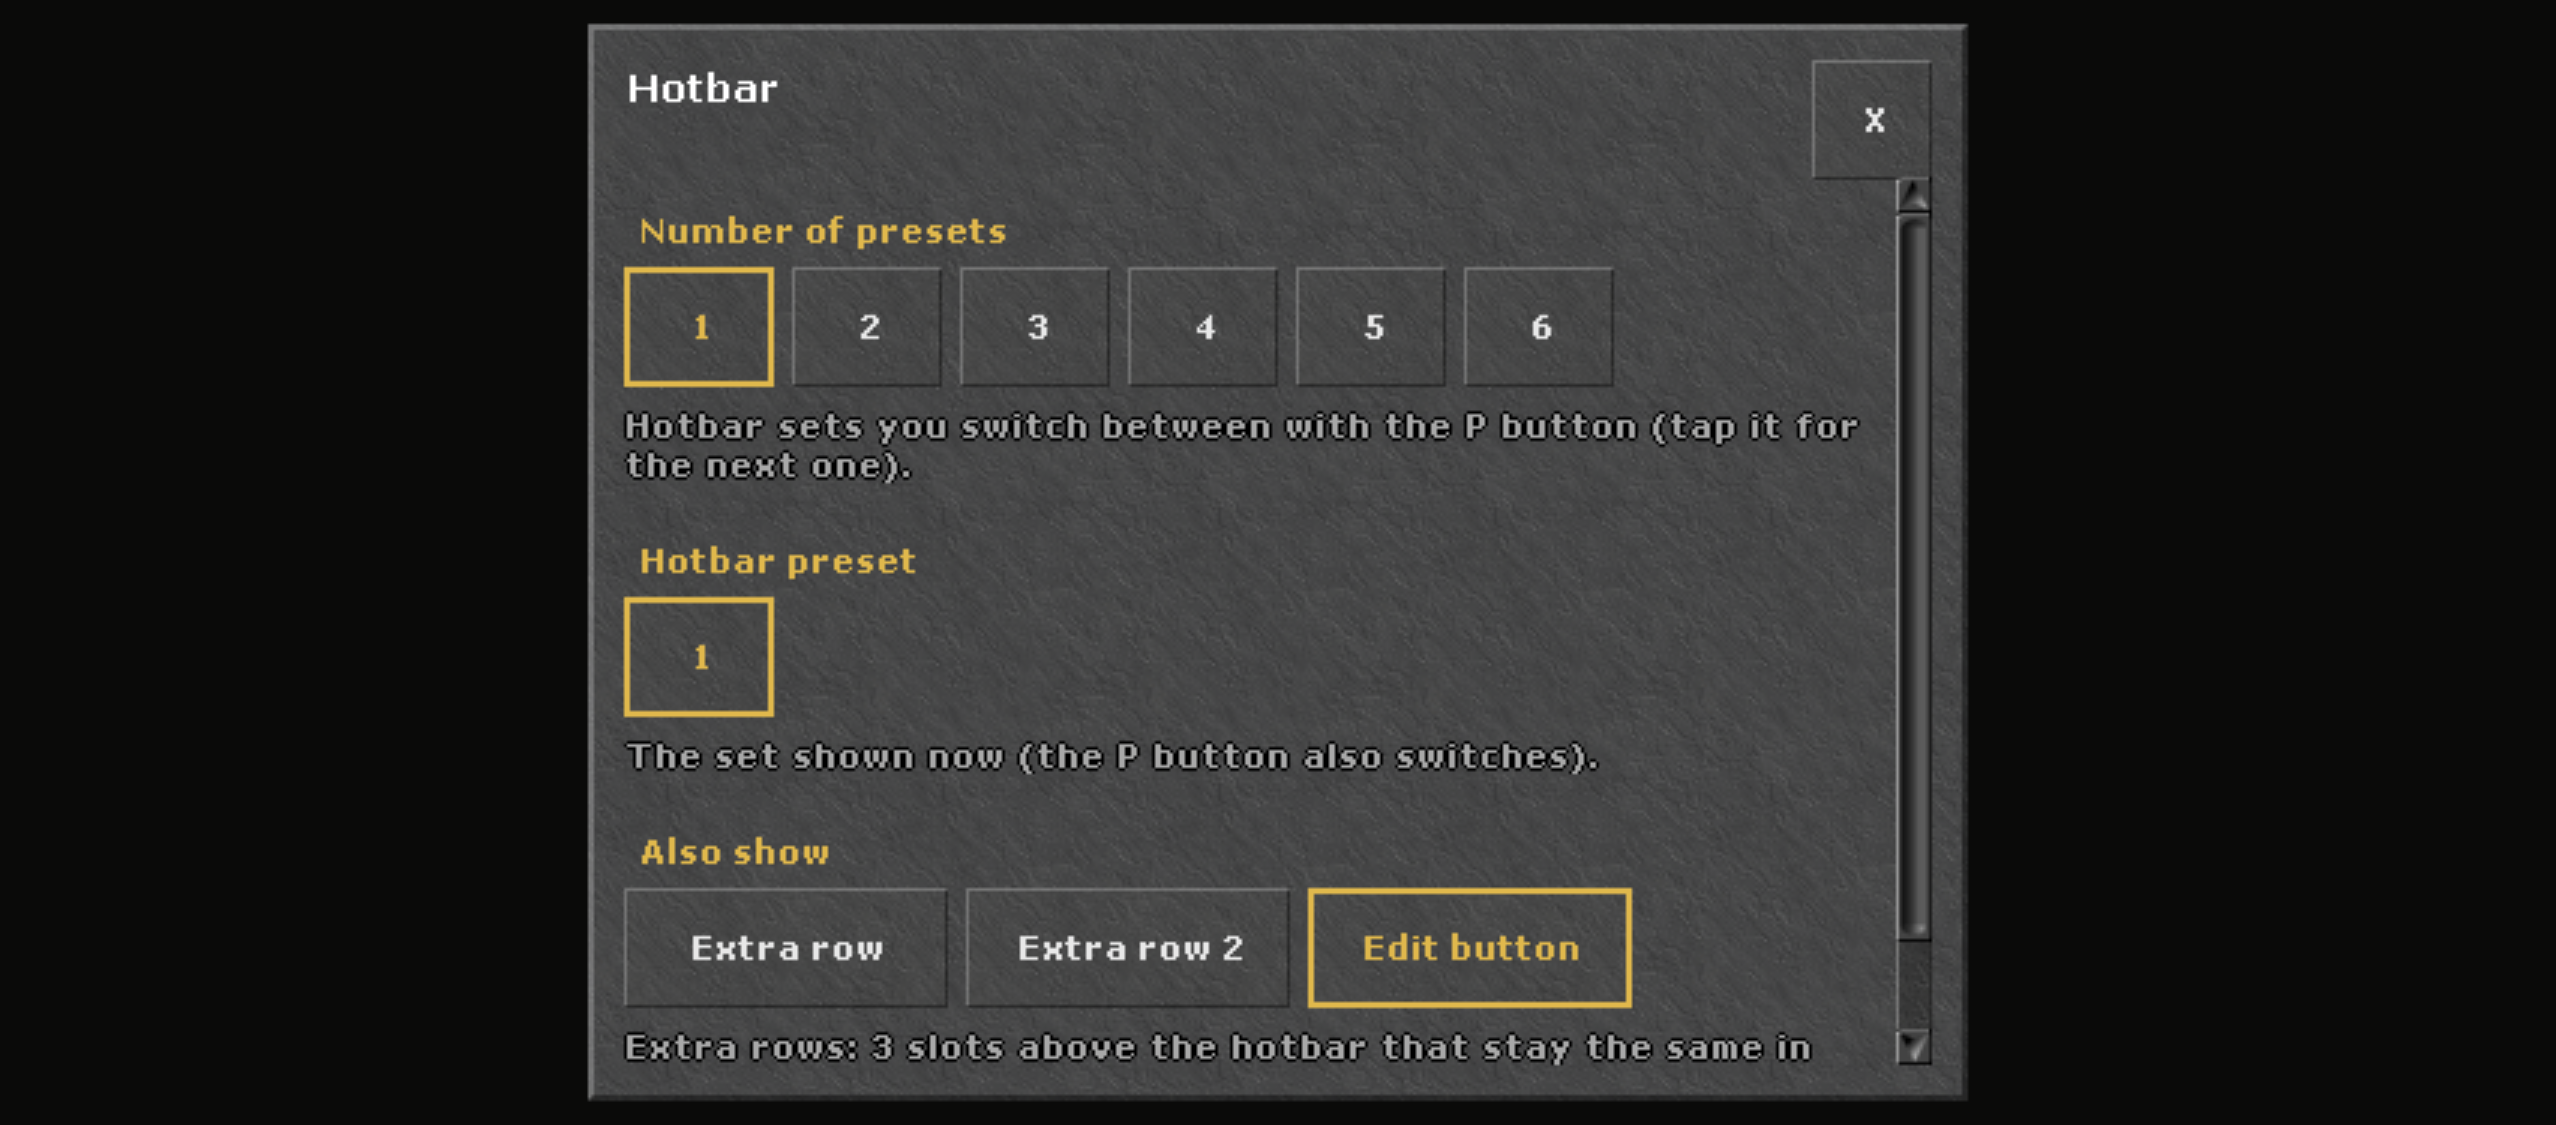 Hotbar
X
Number of presets
1 2 3 4 5 6
Hotbar sets you switch between with the P button (tap it for
the next one).
Hotbar preset
1
The set shown now (the P button also switches).
Also show
Extra row Extra row 2 Edit button
Extra rows: 3 slots above the hotbar that stay the same in